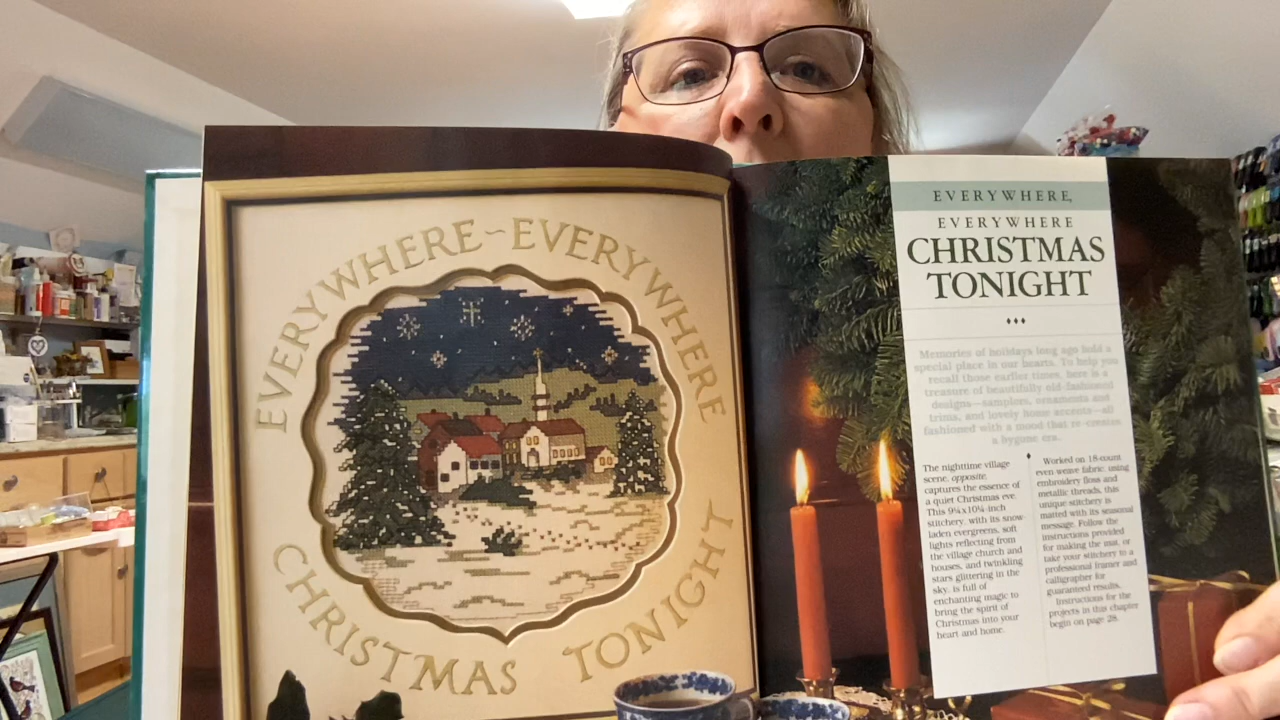 EVERYWHERE~EVERYWHERE
CHRISTMAS TONIGHT
EVERYWHERE,
EVERYWHERE
CHRISTMAS
TONIGHT
Memories of holidays long ago hold a
special place in our hearts. To help you
recall those earlier times, here is a
treasure of beautifully old-fashioned
designs—samplers, ornaments and
trims, and lovely home accents—all
fashioned with a mood that re-creates
a bygone era.
The nighttime village
scene, opposite,
captures the essence of
a quiet Christmas eve.
This 9¼x10¼-inch
stitchery, with its snow-
laden evergreens, soft
lights reflecting from
the village church and
houses, and twinkling
stars glittering in the
sky, is full of
enchanting magic to
bring the spirit of
Christmas into your
heart and home.
Worked on 18-count
even-weave fabric, using
embroidery floss and
metallic threads, this
unique stitchery is
matted with its seasonal
message. Follow the
instructions provided
for making the mat, or
take your stitchery to a
professional framer and
calligrapher for
guaranteed results.
Instructions for the
projects in this chapter
begin on page 28.